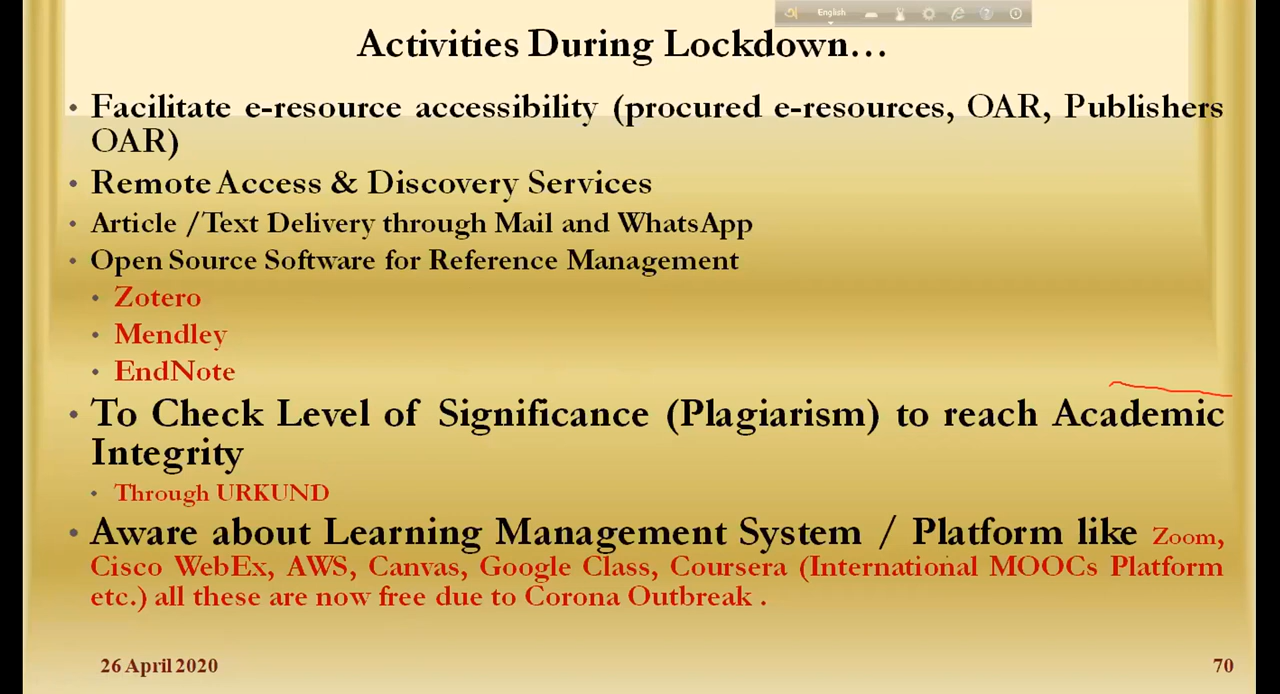 English
Activities During Lockdown…
• Facilitate e-resource accessibility (procured e-resources, OAR, Publishers
OAR)
• Remote Access & Discovery Services
• Article /Text Delivery through Mail and WhatsApp
• Open Source Software for Reference Management
• Zotero
• Mendley
• EndNote
• To Check Level of Significance (Plagiarism) to reach Academic
Integrity
• Through URKUND
• Aware about Learning Management System / Platform like Zoom,
Cisco WebEx, AWS, Canvas, Google Class, Coursera (International MOOCs Platform
etc.) all these are now free due to Corona Outbreak .
26 April 2020
70